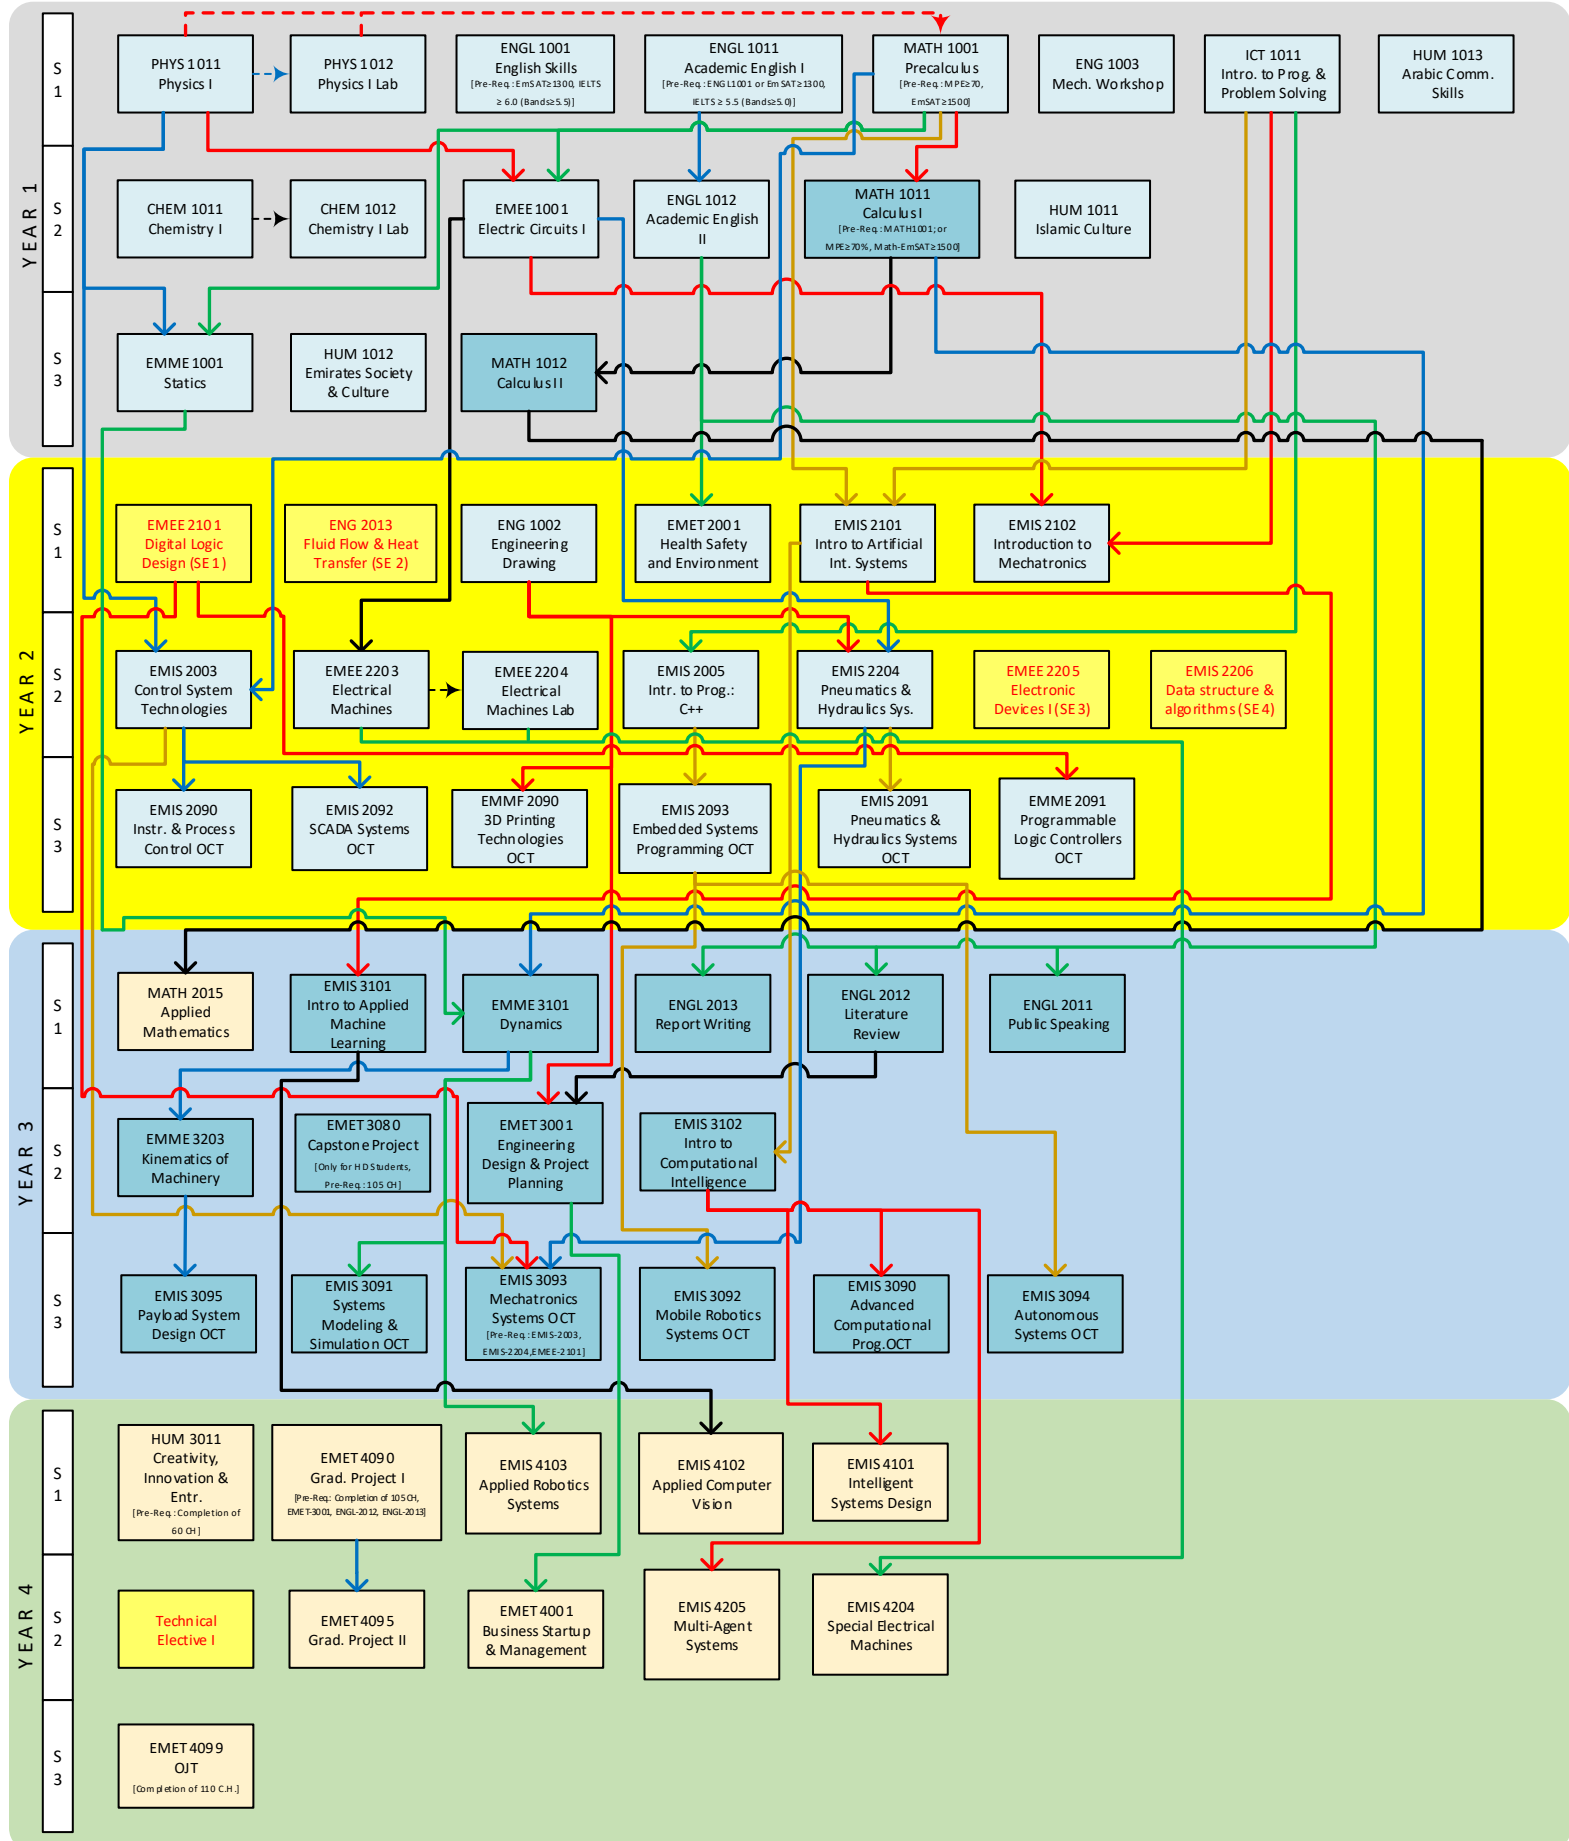 YEAR 1
S
1
PHYS 1011
Physics I
PHYS 1012
Physics I Lab
ENGL 1001
English Skills
[Pre-Req.: EmSAT≥1300, IELTS
≥ 6.0 (Bands≥5.5)]
ENGL 1011
Academic English I
[Pre-Req.: ENGL1001 or EmSAT≥1300,
IELTS ≥ 5.5 (Bands≥5.0)]
MATH 1001
Precalculus
[Pre-Req.: MPE≥70,
EmSAT≥1500]
ENG 1003
Mech. Workshop
ICT 1011
Intro. to Prog. &
Problem Solving
HUM 1013
Arabic Comm.
Skills
S
2
CHEM 1011
Chemistry I
CHEM 1012
Chemistry I Lab
EMEE 1001
Electric Circuits I
ENGL 1012
Academic English
II
MATH 1011
Calculus I
[Pre-Req.: MATH1001; or
MPE≥70%, Math-EmSAT≥1500]
HUM 1011
Islamic Culture
S
3
EMME 1001
Statics
HUM 1012
Emirates Society
& Culture
MATH 1012
Calculus II
YEAR 2
S
1
EMEE 2101
Digital Logic
Design (SE 1)
ENG 2013
Fluid Flow & Heat
Transfer (SE 2)
ENG 1002
Engineering
Drawing
EMET 2001
Health Safety
and Environment
EMIS 2101
Intro to Artificial
Int. Systems
EMIS 2102
Introduction to
Mechatronics
S
2
EMIS 2003
Control System
Technologies
EMEE 2203
Electrical
Machines
EMEE 2204
Electrical
Machines Lab
EMIS 2005
Intr. to Prog.:
C++
EMIS 2204
Pneumatics &
Hydraulics Sys.
EMEE 2205
Electronic
Devices I (SE 3)
EMIS 2206
Data structure &
algorithms (SE 4)
S
3
EMIS 2090
Instr. & Process
Control OCT
EMIS 2092
SCADA Systems
OCT
EMMF 2090
3D Printing
Technologies
OCT
EMIS 2093
Embedded Systems
Programming OCT
EMIS 2091
Pneumatics &
Hydraulics Systems
OCT
EMME 2091
Programmable
Logic Controllers
OCT
YEAR 3
S
1
MATH 2015
Applied
Mathematics
EMIS 3101
Intro to Applied
Machine
Learning
EMME 3101
Dynamics
ENGL 2013
Report Writing
ENGL 2012
Literature
Review
ENGL 2011
Public Speaking
S
2
EMME 3203
Kinematics of
Machinery
EMET 3080
Capstone Project
[Only for HD Students,
Pre-Req.: 105 CH]
EMET 3001
Engineering
Design & Project
Planning
EMIS 3102
Intro to
Computational
Intelligence
S
3
EMIS 3095
Payload System
Design OCT
EMIS 3091
Systems
Modeling &
Simulation OCT
EMIS 3093
Mechatronics
Systems OCT
[Pre-Req.: EMIS-2003,
EMIS-2204,EMEE-2101]
EMIS 3092
Mobile Robotics
Systems OCT
EMIS 3090
Advanced
Computational
Prog.OCT
EMIS 3094
Autonomous
Systems OCT
YEAR 4
S
1
HUM 3011
Creativity,
Innovation &
Entr.
[Pre-Req.: Completion of
60 CH]
EMET 4090
Grad. Project I
[Pre-Req.: Completion of 105CH,
EMET-3001, ENGL-2012, ENGL-2013]
EMIS 4103
Applied Robotics
Systems
EMIS 4102
Applied Computer
Vision
EMIS 4101
Intelligent
Systems Design
S
2
Technical
Elective I
EMET 4095
Grad. Project II
EMET 4001
Business Startup
& Management
EMIS 4205
Multi-Agent
Systems
EMIS 4204
Special Electrical
Machines
S
3
EMET 4099
OJT
[Completion of 110 C.H.]